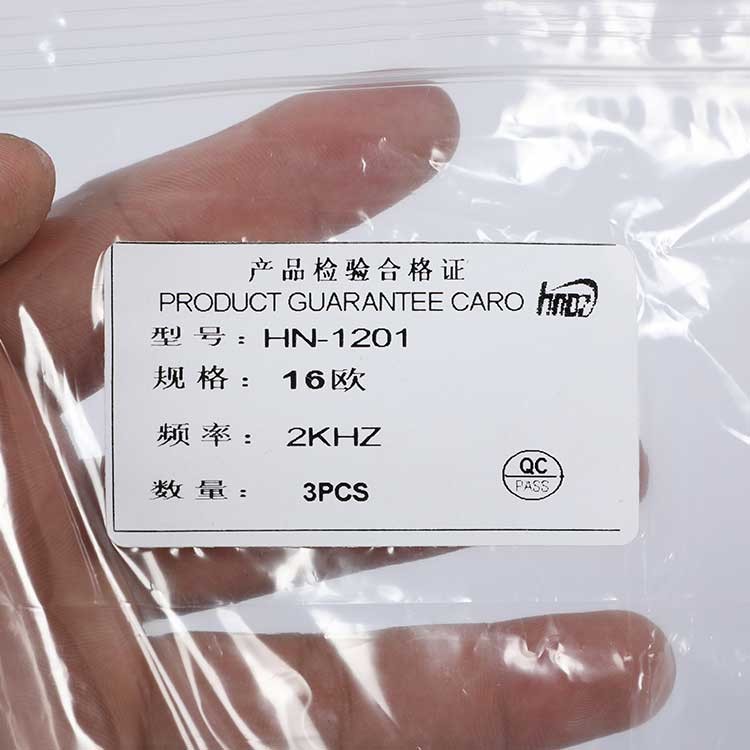 产品检验合格证
PRODUCT GUARANTEE CARO
hndz
型号：HN-1201
规格：16欧
频率：2KHZ
数量：3PCS
QC
PASS